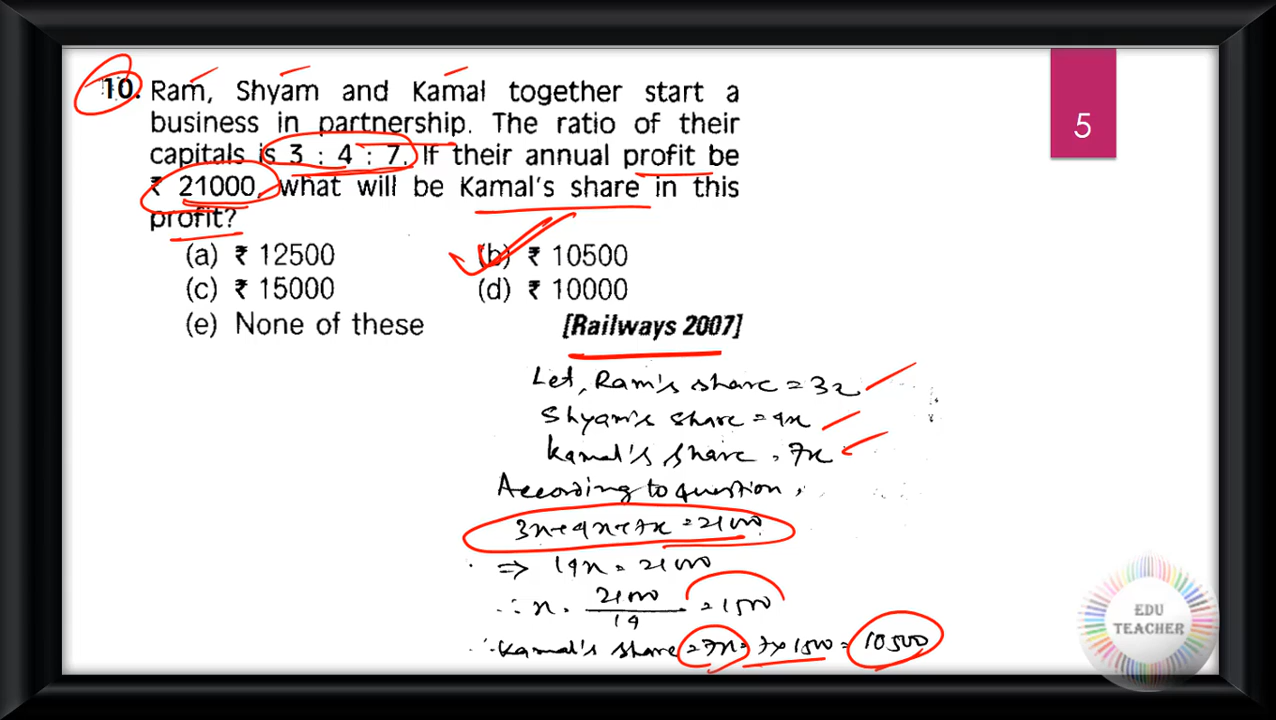 5
10. Ram, Shyam and Kamal together start a
business in partnership. The ratio of their
capitals is 3 : 4 : 7. If their annual profit be
₹ 21000, what will be Kamal's share in this
profit?
(a) ₹ 12500 (b) ₹ 10500
(c) ₹ 15000 (d) ₹ 10000
(e) None of these [Railways 2007]
Let, Ram's share = 3x
Shyam's share = 4x
Kamal's share = 7x
According to question,
3x+4x+7x = 21000
⇒ 14x = 21000
∴ x = 21000/14 = 1500
∴ Kamal's share = 7x = 7×1500 = 10500
EDU
TEACHER